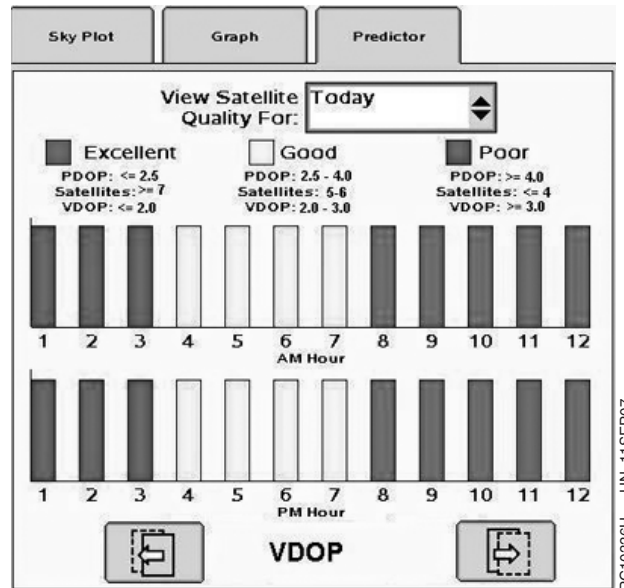 Sky Plot Graph Predictor
View Satellite Today
Quality For:
Excellent Good Poor
PDOP: <= 2.5 PDOP: 2.5 - 4.0 PDOP: >= 4.0
Satellites: >= 7 Satellites: 5-6 Satellites: <= 4
VDOP: <= 2.0 VDOP: 2.0 - 3.0 VDOP: >= 3.0
1 2 3 4 5 6 7 8 9 10 11 12
AM Hour
1 2 3 4 5 6 7 8 9 10 11 12
PM Hour
VDOP